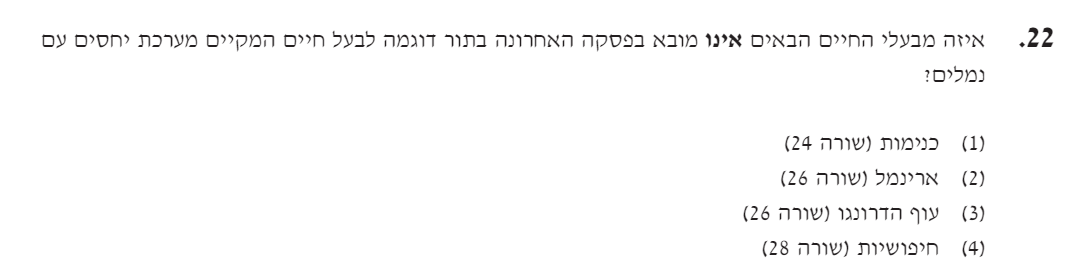 22. איזה מבעלי החיים הבאים אינו מובא בפסקה האחרונה בתור דוגמה לבעל חיים המקיים מערכת יחסים עם
נמלים?
(1) כנימות (שורה 24)
(2) ארינמל (שורה 26)
(3) עוף הדרונגו (שורה 26)
(4) חיפושיות (שורה 28)